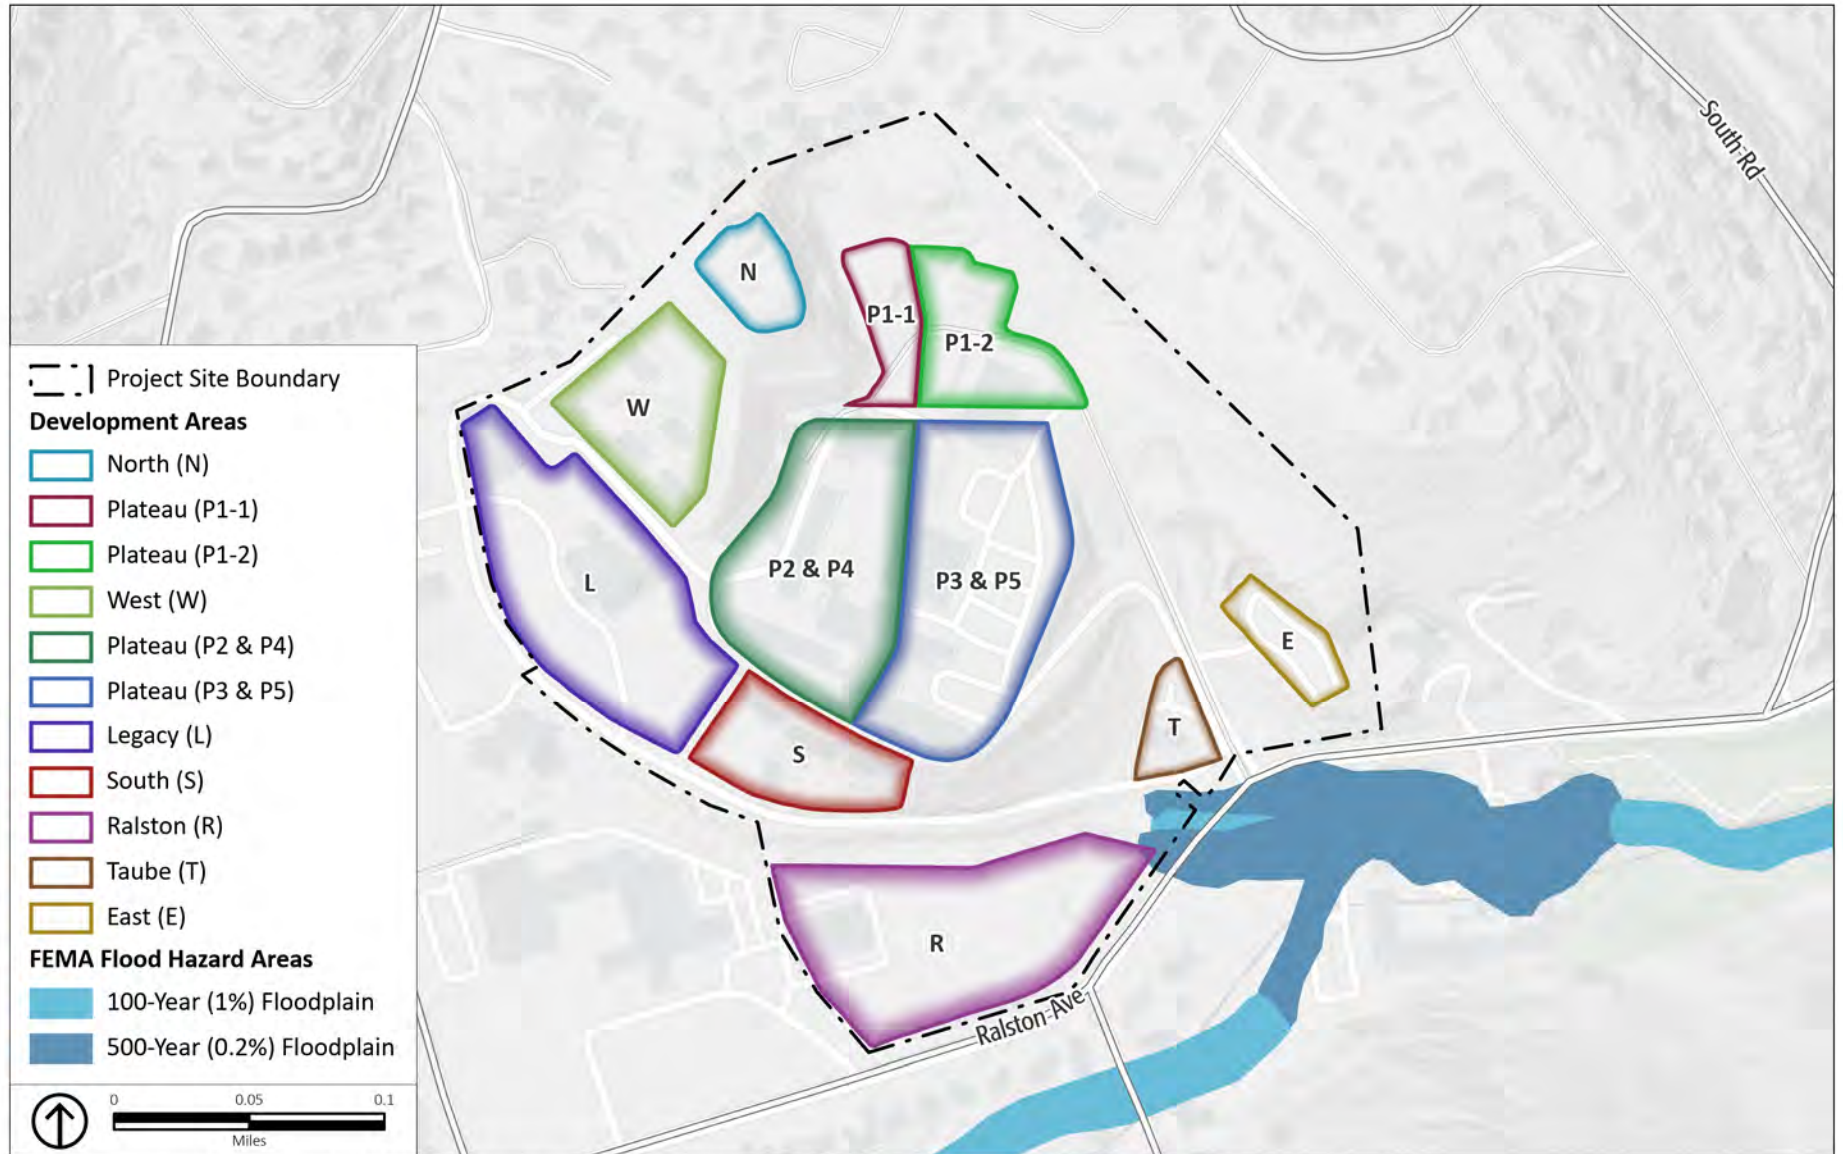 South Rd
N
P1-1
P1-2
W
L
P2 & P4
P3 & P5
E
T
S
R
Ralston Ave
Project Site Boundary
Development Areas
North (N)
Plateau (P1-1)
Plateau (P1-2)
West (W)
Plateau (P2 & P4)
Plateau (P3 & P5)
Legacy (L)
South (S)
Ralston (R)
Taube (T)
East (E)
FEMA Flood Hazard Areas
100-Year (1%) Floodplain
500-Year (0.2%) Floodplain
0 0.05 0.1
Miles